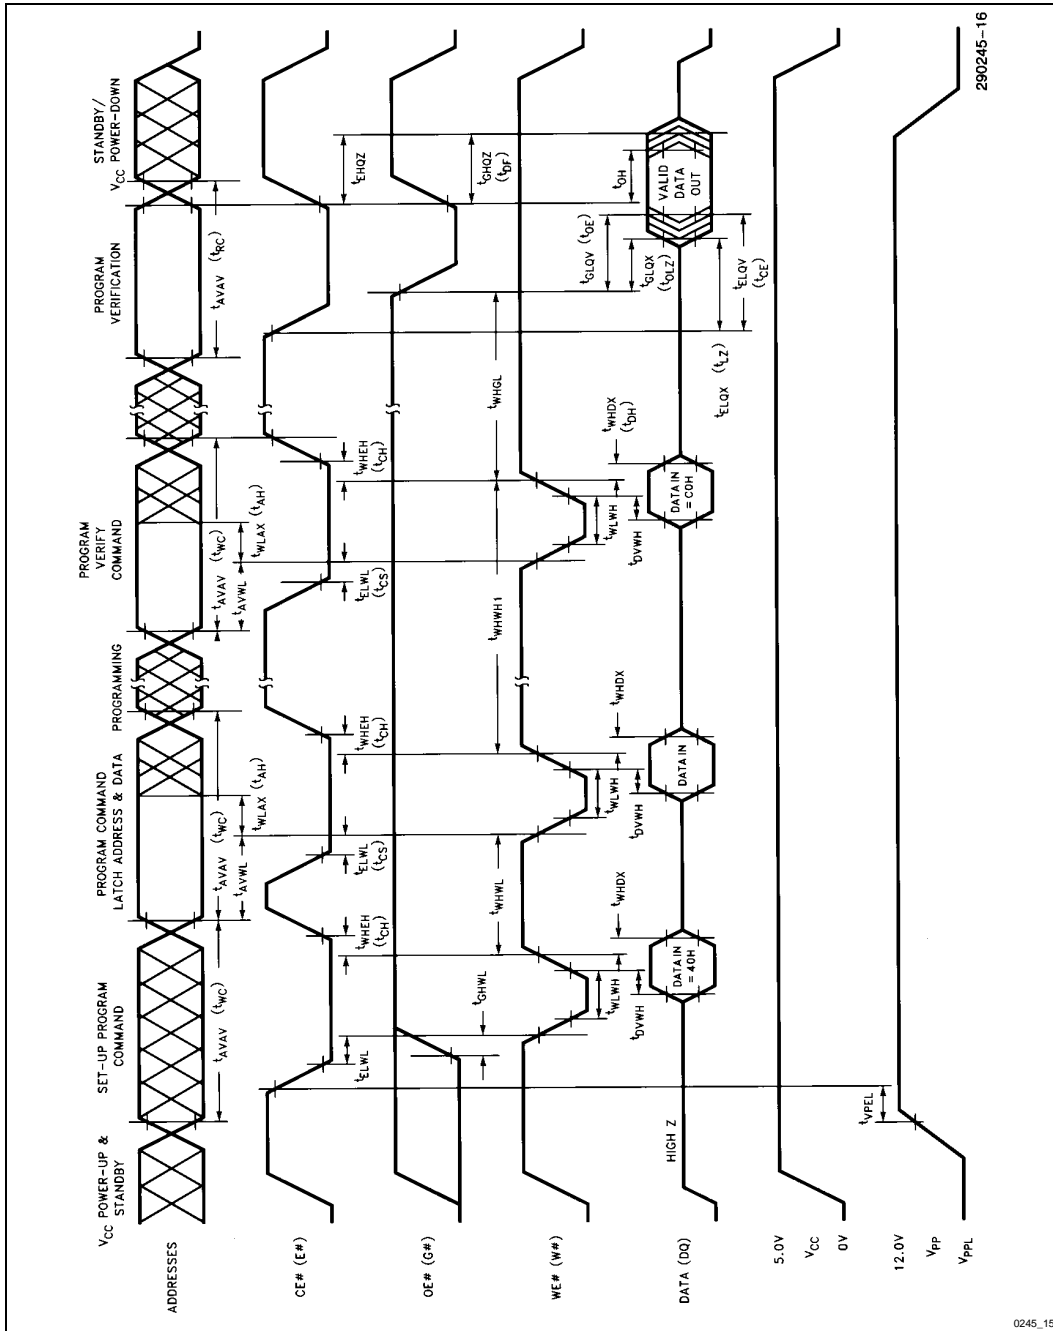 V_CC POWER-UP & STANDBY
SET-UP PROGRAM COMMAND
PROGRAM COMMAND LATCH ADDRESS & DATA
PROGRAMMING
PROGRAM VERIFY COMMAND
PROGRAM VERIFICATION
STANDBY/ V_CC POWER-DOWN
ADDRESSES
t_AVAV (t_WC)
t_AVAV (t_WC)
t_AVWL
t_WLAX (t_AH)
t_AVAV (t_WC)
t_AVWL
t_WLAX (t_AH)
t_AVAV (t_RC)
CE# (E#)
t_ELWL
t_WHEH (t_CH)
t_ELWL (t_CS)
t_WHEH (t_CH)
t_ELWL (t_CS)
t_WHEH (t_CH)
t_EHQZ
OE# (G#)
t_GHWL
t_WHWL
t_WHWH1
t_WHGL
t_GHQZ (t_DF)
WE# (W#)
t_WLWH
t_WHDX
t_WLWH
t_WHDX
t_WLWH
t_WHDX (t_DH)
t_GLQV (t_OE)
t_GLQX (t_OLZ)
t_OH
t_DVWH
t_DVWH
t_DVWH
DATA (DQ)
HIGH Z
DATA IN = 40H
DATA IN
DATA IN = C0H
VALID DATA OUT
t_ELQX (t_LZ)
t_ELQV (t_CE)
5.0V
V_CC
0V
12.0V
V_PP
V_PPL
t_VPEL
290245-16
0245_15